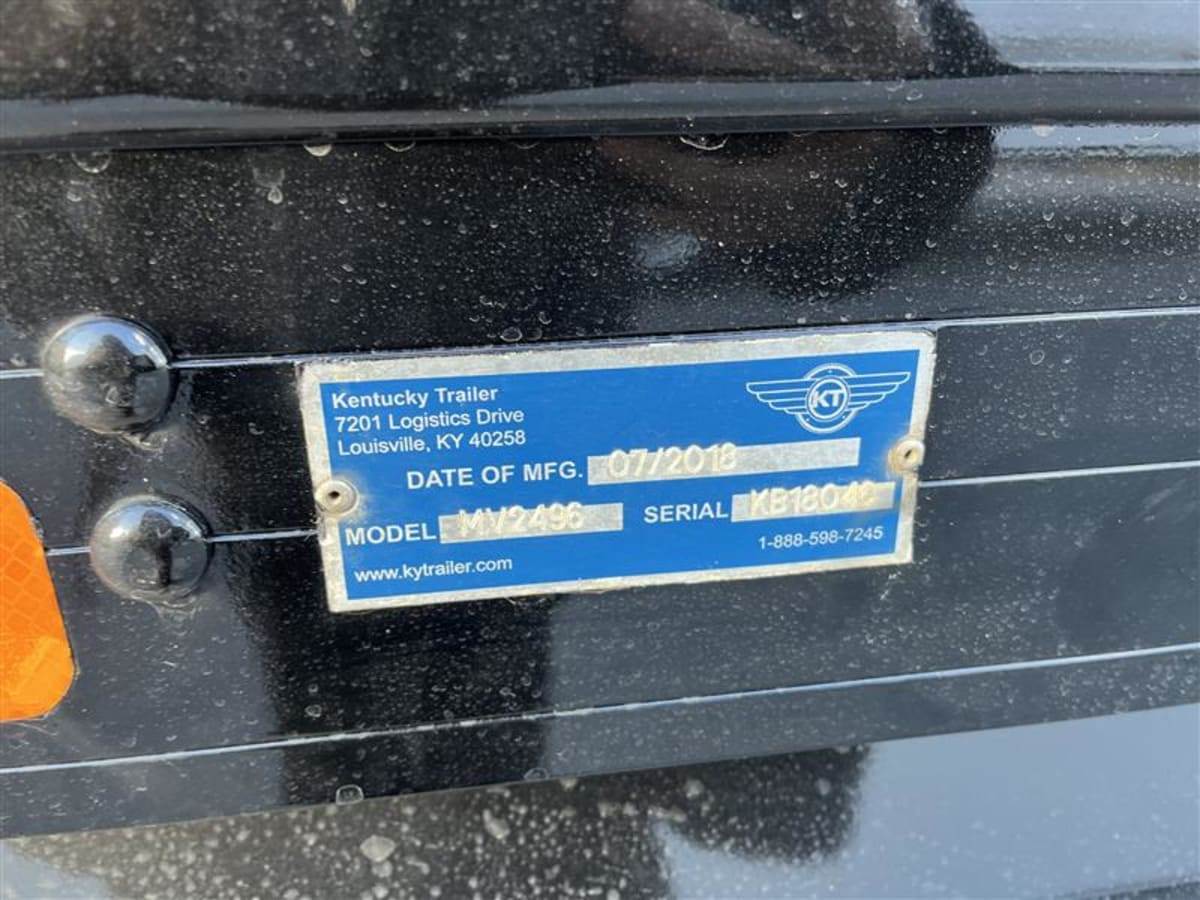 Kentucky Trailer
7201 Logistics Drive
Louisville, KY 40258
KT
DATE OF MFG. 07/2018
MODEL MV2496 SERIAL
www.kytrailer.com 1-888-598-7245